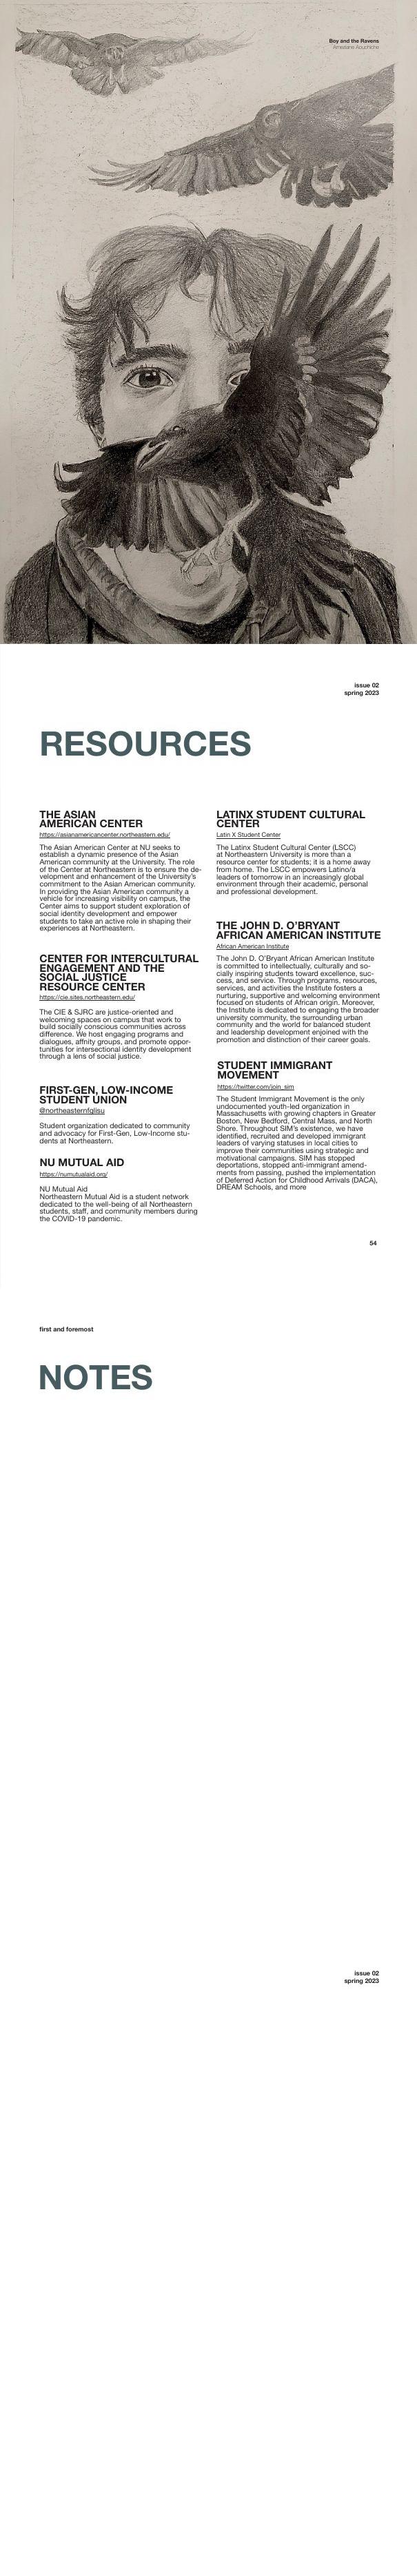 Boy and the Ravens
issue 02
spring 2023
RESOURCES
THE ASIAN
AMERICAN CENTER
https://asianamericancenter.northeastern.edu/
The Asian American Center at NU seeks to
establish a dynamic presence of the Asian
American community at the University. The role
of the Center at Northeastern is to ensure the de-
velopment and enhancement of the University's
commitment to the Asian American community.
In providing the Asian American community a
vehicle for increasing visibility on campus, the
Center aims to support student exploration of
social identity development and empower
students to take an active role in shaping their
experiences at Northeastern.
CENTER FOR INTERCULTURAL
ENGAGEMENT AND THE
SOCIAL JUSTICE
RESOURCE CENTER
https://cie.sites.northeastern.edu/
The CIE & SJRC are justice-oriented and
welcoming spaces on campus that work to
build socially conscious communities across
difference. We host engaging programs and
dialogues, affinity groups, and promote oppor-
tunities for intersectional identity development
through a lens of social justice.
FIRST-GEN, LOW-INCOME
STUDENT UNION
@northeasternfglisu
Student organization dedicated to community
and advocacy for First-Gen, Low-Income stu-
dents at Northeastern.
NU MUTUAL AID
https://numutualaid.org/
NU Mutual Aid
Northeastern Mutual Aid is a student network
dedicated to the well-being of all Northeastern
students, staff, and community members during
the COVID-19 pandemic.
LATINX STUDENT CULTURAL
CENTER
Latin X Student Center
The Latinx Student Cultural Center (LSCC)
at Northeastern University is more than a
resource center for students; it is a home away
from home. The LSCC empowers Latino/a
leaders of tomorrow in an increasingly global
environment through their academic, personal
and professional development.
THE JOHN D. O'BRYANT
AFRICAN AMERICAN INSTITUTE
African American Institute
The John D. O'Bryant African American Institute
is committed to intellectually, culturally and so-
cially inspiring students toward excellence, suc-
cess, and service. Through programs, resources,
services, and activities the Institute fosters a
nurturing, supportive and welcoming environment
focused on students of African origin. Moreover,
the Institute is dedicated to engaging the broader
university community, the surrounding urban
community and the world for balanced student
and leadership development enjoined with the
promotion and distinction of their career goals.
STUDENT IMMIGRANT
MOVEMENT
https://twitter.com/join_sim
The Student Immigrant Movement is the only
undocumented youth-led organization in
Massachusetts with growing chapters in Greater
Boston, New Bedford, Central Mass, and North
Shore. Throughout SIM's existence, we have
identified, recruited and developed immigrant
leaders of varying statuses in local cities to
improve their communities using strategic and
motivational campaigns. SIM has stopped
deportations, stopped anti-immigrant amend-
ments from passing, pushed the implementation
of Deferred Action for Childhood Arrivals (DACA),
DREAM Schools, and more
54
first and foremost
NOTES
issue 02
spring 2023